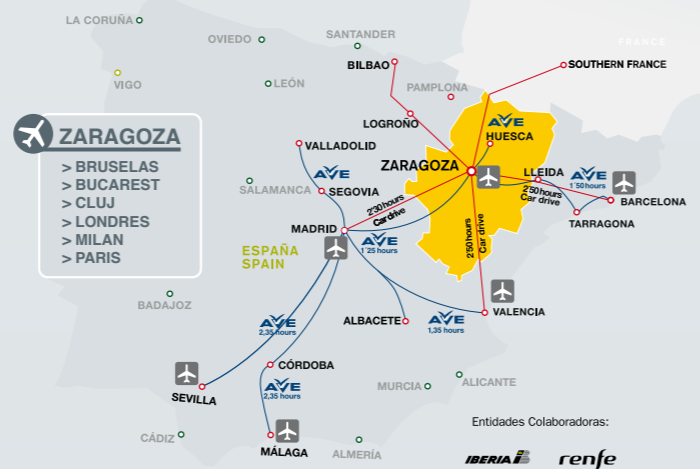 LA CORUÑA
OVIEDO
SANTANDER
FRANCE
BILBAO
SOUTHERN FRANCE
VIGO
LEÓN
PAMPLONA
LOGROÑO
AVE
HUESCA
ZARAGOZA
> BRUSELAS
> BUCAREST
> CLUJ
> LONDRES
> MILAN
> PARIS
VALLADOLID
AVE
SALAMANCA
SEGOVIA
ZARAGOZA
LLEIDA
AVE
1´50hours
2'50 hours
Car drive
BARCELONA
TARRAGONA
2'30 hours
Car drive
MADRID
AVE
1´25 hours
2'50 hours
Car drive
ESPAÑA
SPAIN
BADAJOZ
ALBACETE
AVE
1,35 hours
VALENCIA
AVE
2,35 hours
CÓRDOBA
AVE
2,35 hours
SEVILLA
MURCIA
ALICANTE
CÁDIZ
MÁLAGA
ALMERÍA
Entidades Colaboradoras:
IBERIA IB
renfe